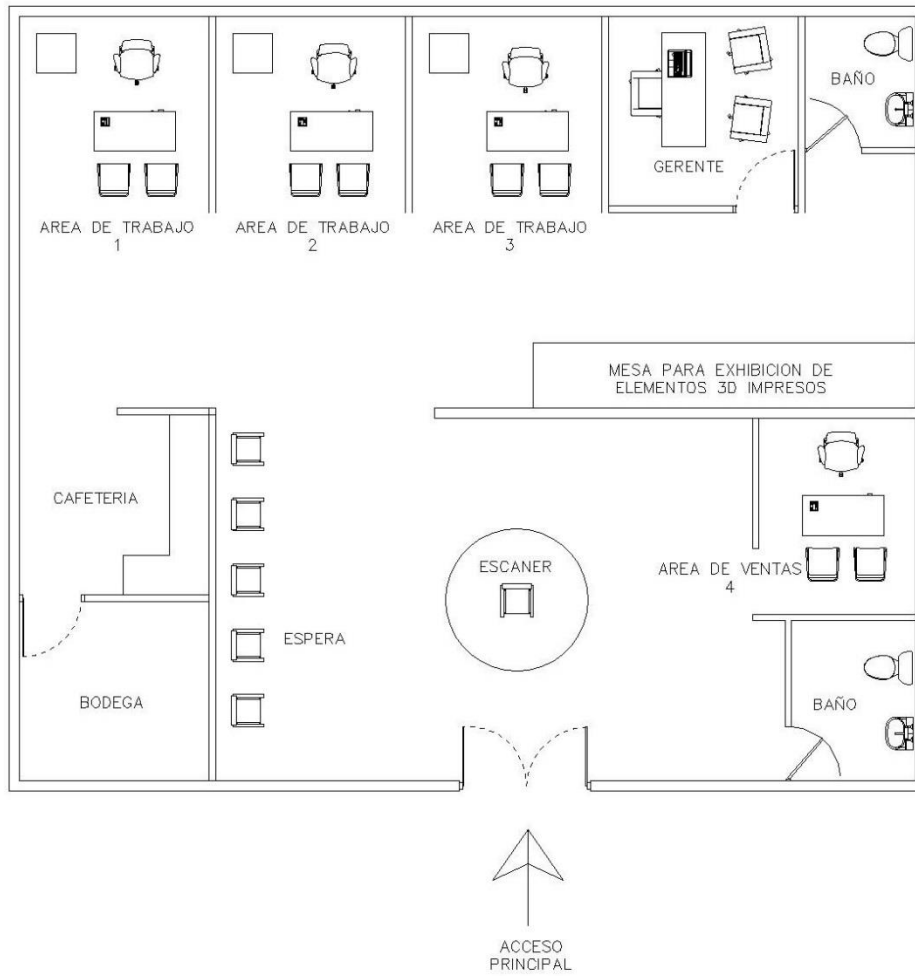 BAÑO
GERENTE
AREA DE TRABAJO
1
AREA DE TRABAJO
2
AREA DE TRABAJO
3
MESA PARA EXHIBICION DE
ELEMENTOS 3D IMPRESOS
CAFETERIA
ESCANER
AREA DE VENTAS
4
ESPERA
BODEGA
BAÑO
ACCESO
PRINCIPAL